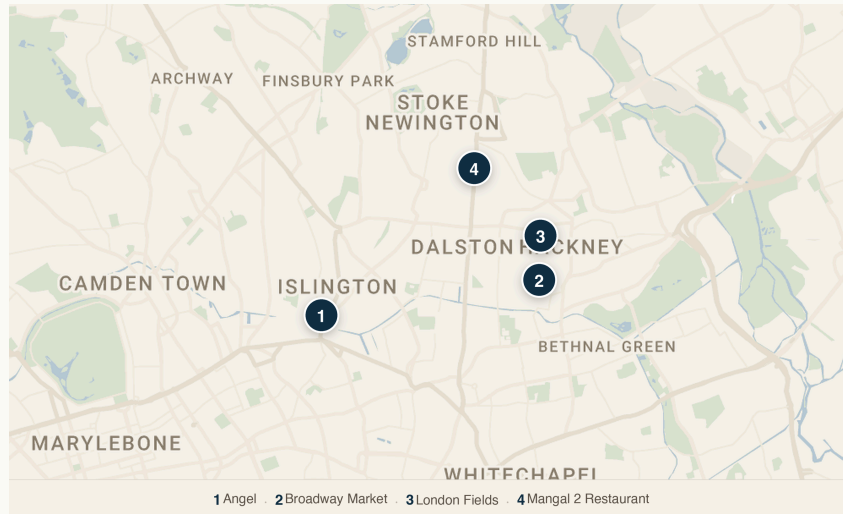 STAMFORD HILL
ARCHWAY
FINSBURY PARK
STOKE
NEWINGTON
4
3
DALSTON HACKNEY
2
CAMDEN TOWN
ISLINGTON
1
BETHNAL GREEN
MARYLEBONE
WHITECHAPEL
1 Angel · 2 Broadway Market · 3 London Fields · 4 Mangal 2 Restaurant